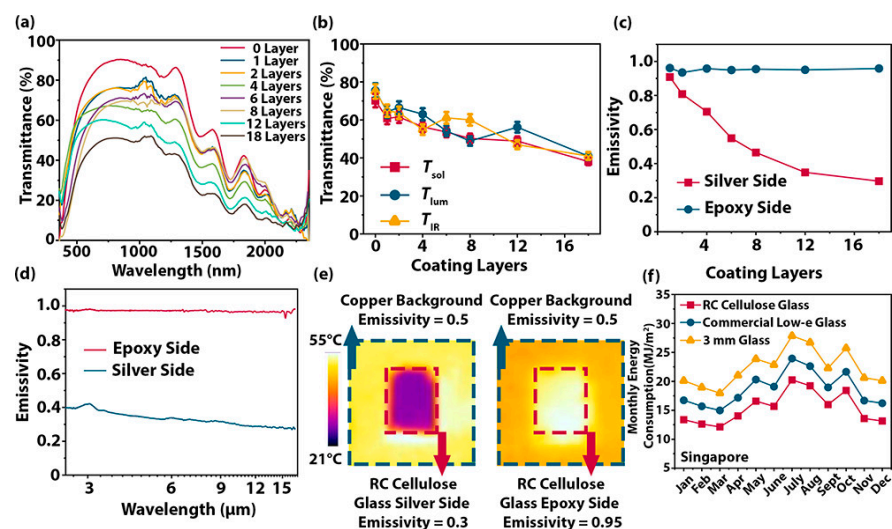 (a)
Transmittance (%)
100
80
60
40
20
0
0 Layer
1 Layer
2 Layers
4 Layers
6 Layers
8 Layers
12 Layers
18 Layers
500
1000
1500
2000
Wavelength (nm)
(b)
Transmittance (%)
100
80
60
40
20
0
Tsol
Tlum
TIR
0
4
8
12
16
Coating Layers
(c)
Emissivity
1.0
0.8
0.6
0.4
0.2
0.0
Silver Side
Epoxy Side
4
8
12
16
Coating Layers
(d)
Emissivity
1.0
0.8
0.6
0.4
0.2
0.0
Epoxy Side
Silver Side
3
6
9
12
15
Wavelength (μm)
(e)
Copper Background
Emissivity = 0.5
Copper Background
Emissivity = 0.5
55°C
21°C
RC Cellulose
Glass Silver Side
Emissivity = 0.3
RC Cellulose
Glass Epoxy Side
Emissivity = 0.95
(f)
Monthly Energy
Consumption(MJ/m²)
35
30
25
20
15
10
5
RC Cellulose Glass
Commercial Low-e Glass
3 mm Glass
Singapore
Jan
Feb
Mar
Apr
May
June
July
Aug
Sept
Oct
Nov
Dec